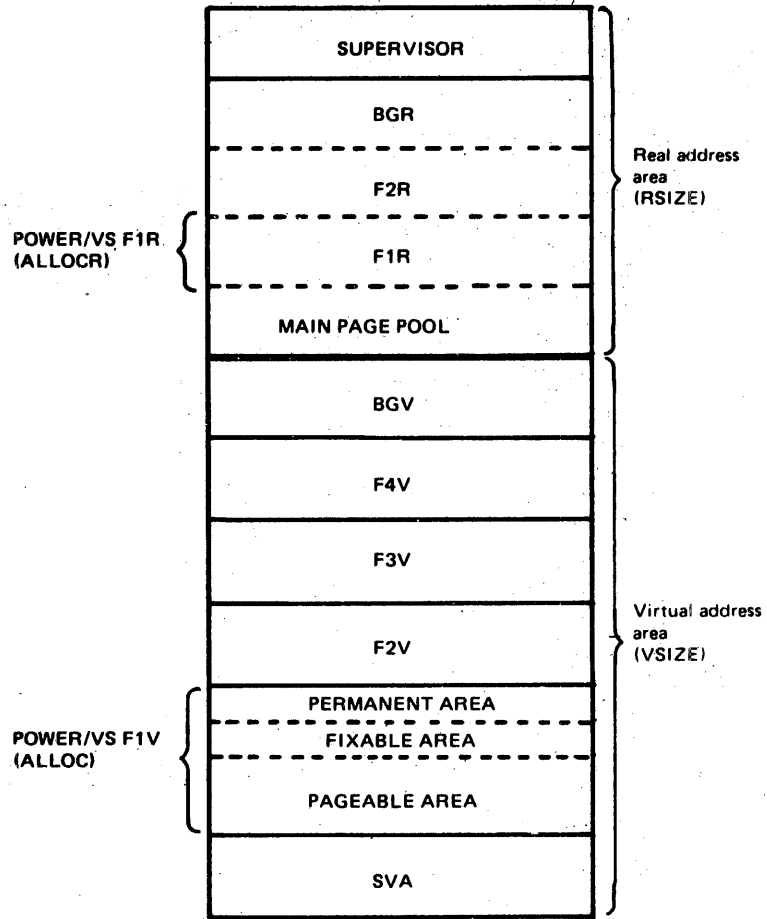 SUPERVISOR
BGR
F2R
Real address
area
(RSIZE)
POWER/VS F1R
(ALLOCR)
F1R
MAIN PAGE POOL
BGV
F4V
F3V
F2V
Virtual address
area
(VSIZE)
PERMANENT AREA
POWER/VS F1V
(ALLOC)
FIXABLE AREA
PAGEABLE AREA
SVA